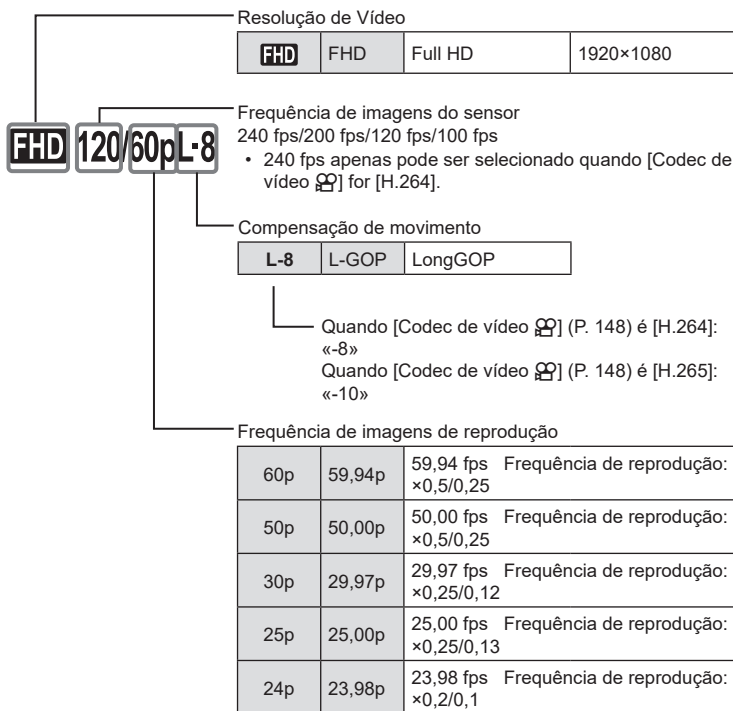 Resolução de Vídeo
FHD FHD Full HD 1920×1080
Frequência de imagens do sensor
240 fps/200 fps/120 fps/100 fps
• 240 fps apenas pode ser selecionado quando [Codec de
vídeo ] for [H.264].
FHD 120/60pL-8
Compensação de movimento
L-8 L-GOP LongGOP
Quando [Codec de vídeo ] (P. 148) é [H.264]:
«-8»
Quando [Codec de vídeo ] (P. 148) é [H.265]:
«-10»
Frequência de imagens de reprodução
60p 59,94p 59,94 fps Frequência de reprodução:
×0,5/0,25
50p 50,00p 50,00 fps Frequência de reprodução:
×0,5/0,25
30p 29,97p 29,97 fps Frequência de reprodução:
×0,25/0,12
25p 25,00p 25,00 fps Frequência de reprodução:
×0,25/0,13
24p 23,98p 23,98 fps Frequência de reprodução:
×0,2/0,1